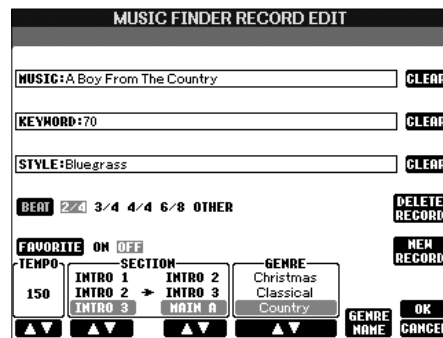 MUSIC FINDER RECORD EDIT
MUSIC:A Boy From The Country
CLEAR
KEYWORD:70
CLEAR
STYLE:Bluegrass
CLEAR
BEAT 2/4 3/4 4/4 6/8 OTHER
DELETE
RECORD
FAVORITE ON OFF
NEW
RECORD
TEMPO SECTION GENRE
INTRO 1 INTRO 2 Christmas
150 INTRO 2 INTRO 3 Classical
INTRO 3 MAIN A Country
GENRE
NAME
OK
CANCEL